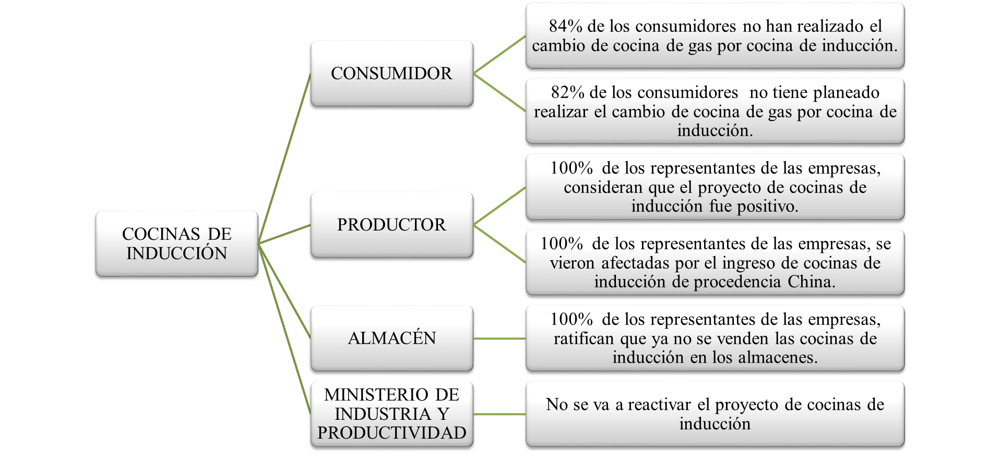 COCINAS DE
INDUCCIÓN
CONSUMIDOR
84% de los consumidores no han realizado el
cambio de cocina de gas por cocina de inducción.
82% de los consumidores no tiene planeado
realizar el cambio de cocina de gas por cocina de
inducción.
PRODUCTOR
100% de los representantes de las empresas,
consideran que el proyecto de cocinas de
inducción fue positivo.
100% de los representantes de las empresas, se
vieron afectadas por el ingreso de cocinas de
inducción de procedencia China.
ALMACÉN
100% de los representantes de las empresas,
ratifican que ya no se venden las cocinas de
inducción en los almacenes.
MINISTERIO DE
INDUSTRIA Y
PRODUCTIVIDAD
No se va a reactivar el proyecto de cocinas de
inducción